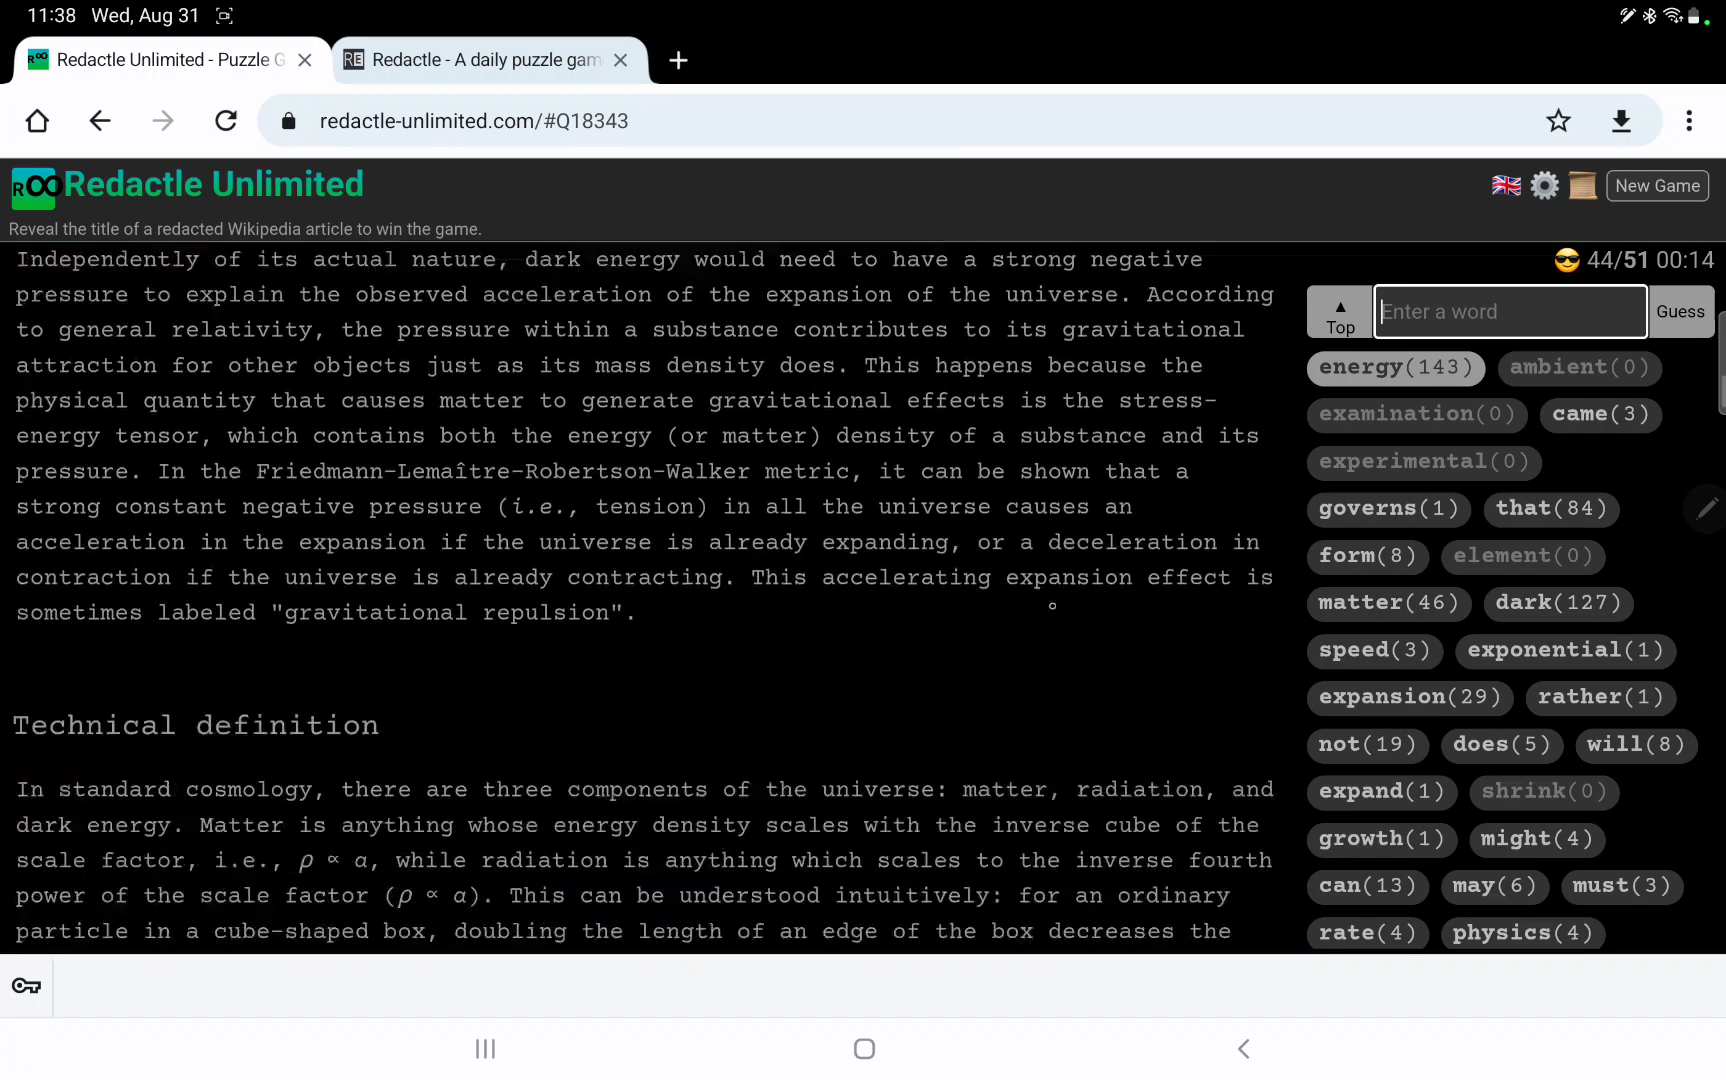 11:38 Wed, Aug 31
Redactle Unlimited - Puzzle G
RE Redactle - A daily puzzle gam
redactle-unlimited.com/#Q18343
R∞ Redactle Unlimited
New Game
Reveal the title of a redacted Wikipedia article to win the game.
Independently of its actual nature, dark energy would need to have a strong negative
pressure to explain the observed acceleration of the expansion of the universe. According
to general relativity, the pressure within a substance contributes to its gravitational
attraction for other objects just as its mass density does. This happens because the
physical quantity that causes matter to generate gravitational effects is the stress-
energy tensor, which contains both the energy (or matter) density of a substance and its
pressure. In the Friedmann-Lemaître-Robertson-Walker metric, it can be shown that a
strong constant negative pressure (i.e., tension) in all the universe causes an
acceleration in the expansion if the universe is already expanding, or a deceleration in
contraction if the universe is already contracting. This accelerating expansion effect is
sometimes labeled "gravitational repulsion".
Technical definition
In standard cosmology, there are three components of the universe: matter, radiation, and
dark energy. Matter is anything whose energy density scales with the inverse cube of the
scale factor, i.e., ρ ∝ a, while radiation is anything which scales to the inverse fourth
power of the scale factor (ρ ∝ a). This can be understood intuitively: for an ordinary
particle in a cube-shaped box, doubling the length of an edge of the box decreases the
😎 44/51 00:14
▲
Top
Enter a word
Guess
energy(143) ambient(0)
examination(0) came(3)
experimental(0)
governs(1) that(84)
form(8) element(0)
matter(46) dark(127)
speed(3) exponential(1)
expansion(29) rather(1)
not(19) does(5) will(8)
expand(1) shrink(0)
growth(1) might(4)
can(13) may(6) must(3)
rate(4) physics(4)